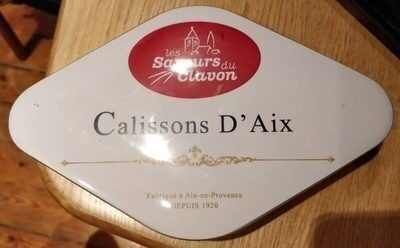 les
Saveurs du
Clavon
Calissons D'Aix
Fabriqué à Aix-en-Provence
DEPUIS 1920